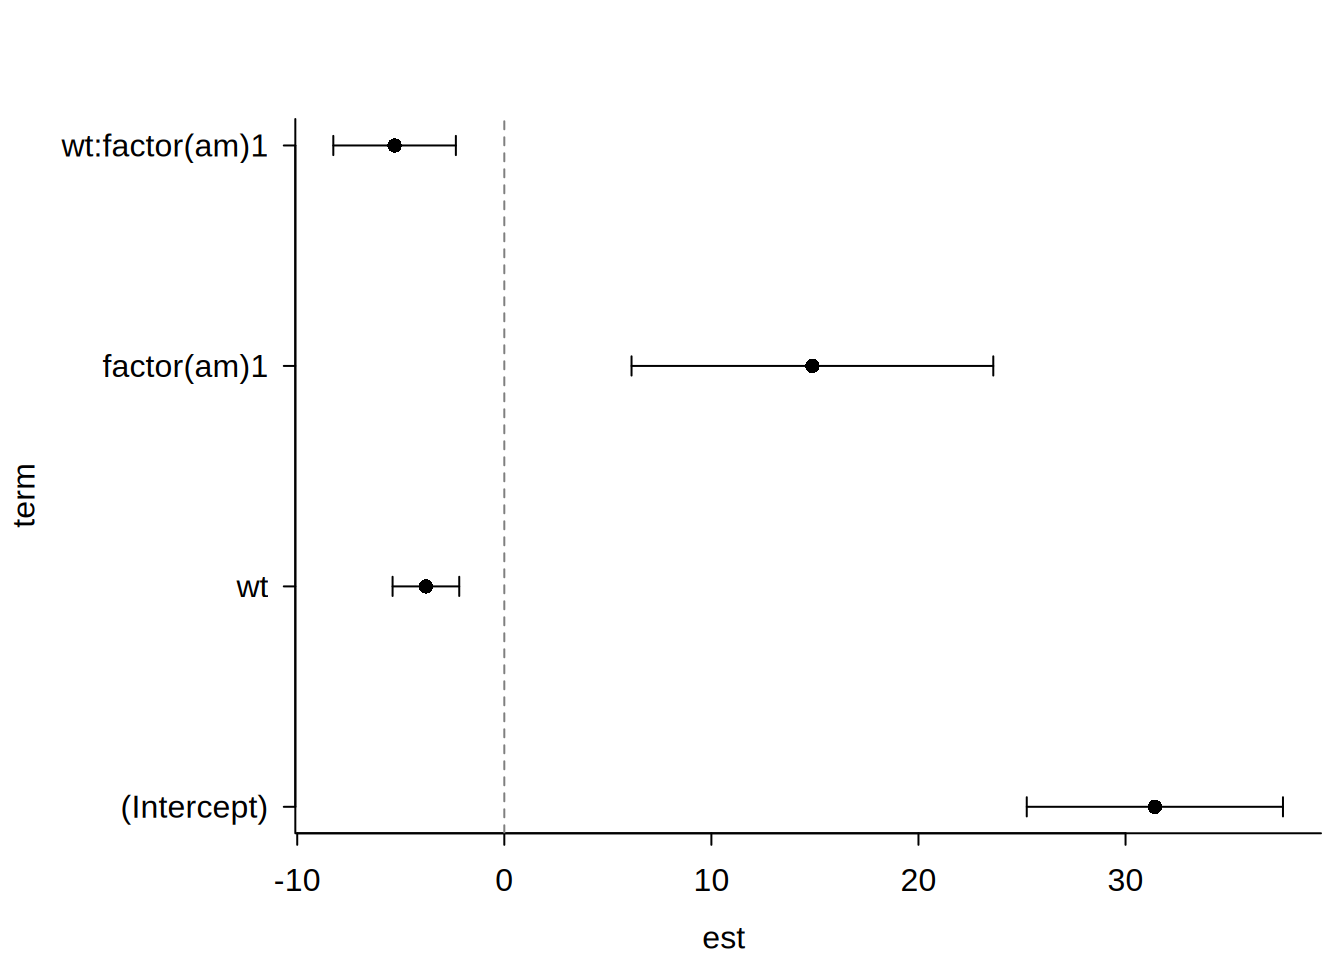 wt:factor(am)1
factor(am)1
wt
(Intercept)
term
-10 0 10 20 30
est